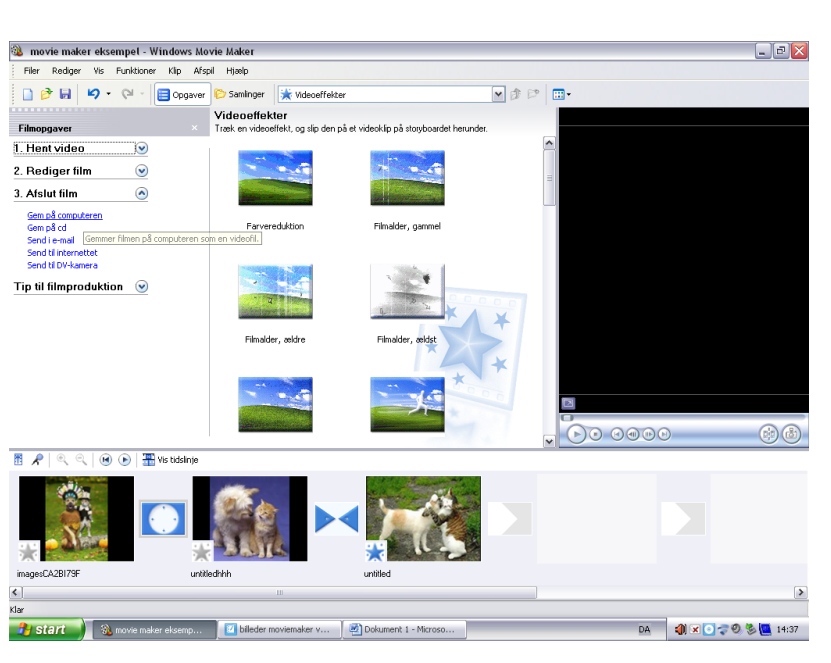 movie maker eksempel - Windows Movie Maker
Filer Rediger Vis Funktioner Klip Afspil Hjælp
Opgaver Samlinger Videoeffekter
Filmopgaver
1. Hent video
2. Rediger film
3. Afslut film
Gem på computeren
Gem på cd
Send i e-mail
Gemmer filmen på computeren som en videofil.
Send til internettet
Send til DV-kamera
Tip til filmproduktion
Videoeffekter
Træk en videoeffekt, og slip den på et videoklip på storyboardet herunder.
Farvereduktion Filmalder, gammel
Filmalder, ældre Filmalder, ældst
Vis tidslinje
imagesCA2BI79F untitledhhh untitled
Klar
start movie maker eksemp... billeder moviemaker v... Dokument 1 - Microso... DA 14:37